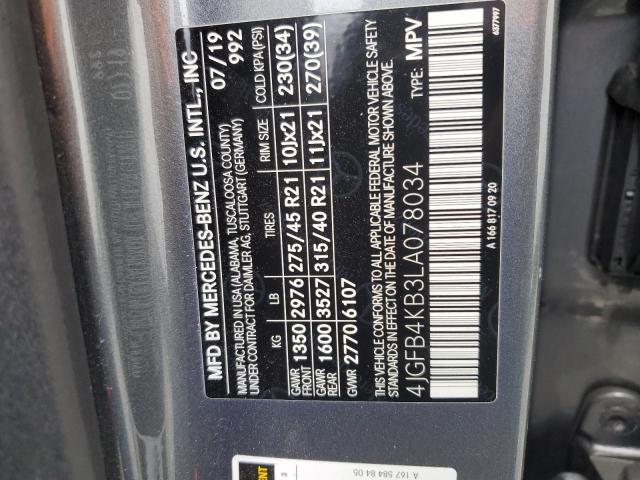 MFD BY MERCEDES-BENZ U.S. INTL., INC 07/19
MANUFACTURED IN USA (ALABAMA, TUSCALOOSA COUNTY) 992
UNDER CONTRACT FOR DAIMLER AG, STUTTGART (GERMANY)
KG LB TIRES RIM SIZE COLD KPA(PSI)
GAWR FRONT 1350 2976 275/45 R21 10Jx21 230(34)
GAWR REAR 1600 3527 315/40 R21 11Jx21 270(39)
GVWR 2770 6107
THIS VEHICLE CONFORMS TO ALL APPLICABLE FEDERAL MOTOR VEHICLE SAFETY
STANDARDS IN EFFECT ON THE DATE OF MANUFACTURE SHOWN ABOVE.
4JGFB4KB3LA078034 TYPE: MPV
A 166 817 09 20
6377997
A 167 584 84 05
3